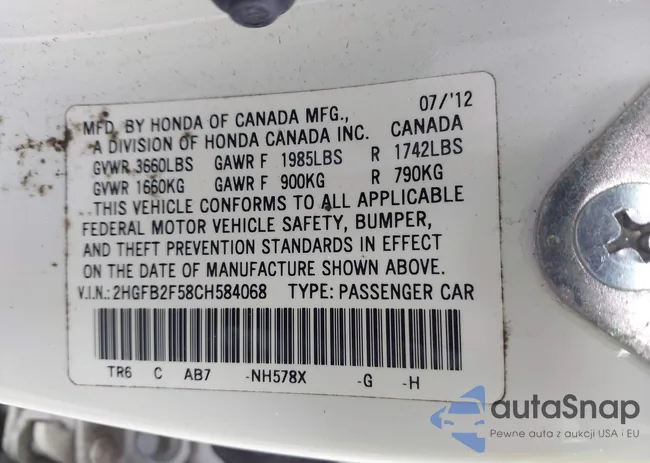 MFD. BY HONDA OF CANADA MFG., 07/'12
A DIVISION OF HONDA CANADA INC. CANADA
GVWR 3660LBS GAWR F 1985LBS R 1742LBS
GVWR 1660KG GAWR F 900KG R 790KG
THIS VEHICLE CONFORMS TO ALL APPLICABLE
FEDERAL MOTOR VEHICLE SAFETY, BUMPER,
AND THEFT PREVENTION STANDARDS IN EFFECT
ON THE DATE OF MANUFACTURE SHOWN ABOVE.
V.I.N.:2HGFB2F58CH584068 TYPE:PASSENGER CAR
TR6 C AB7 -NH578X -G -H
autaSnap
Pewne auta z aukcji USA i EU